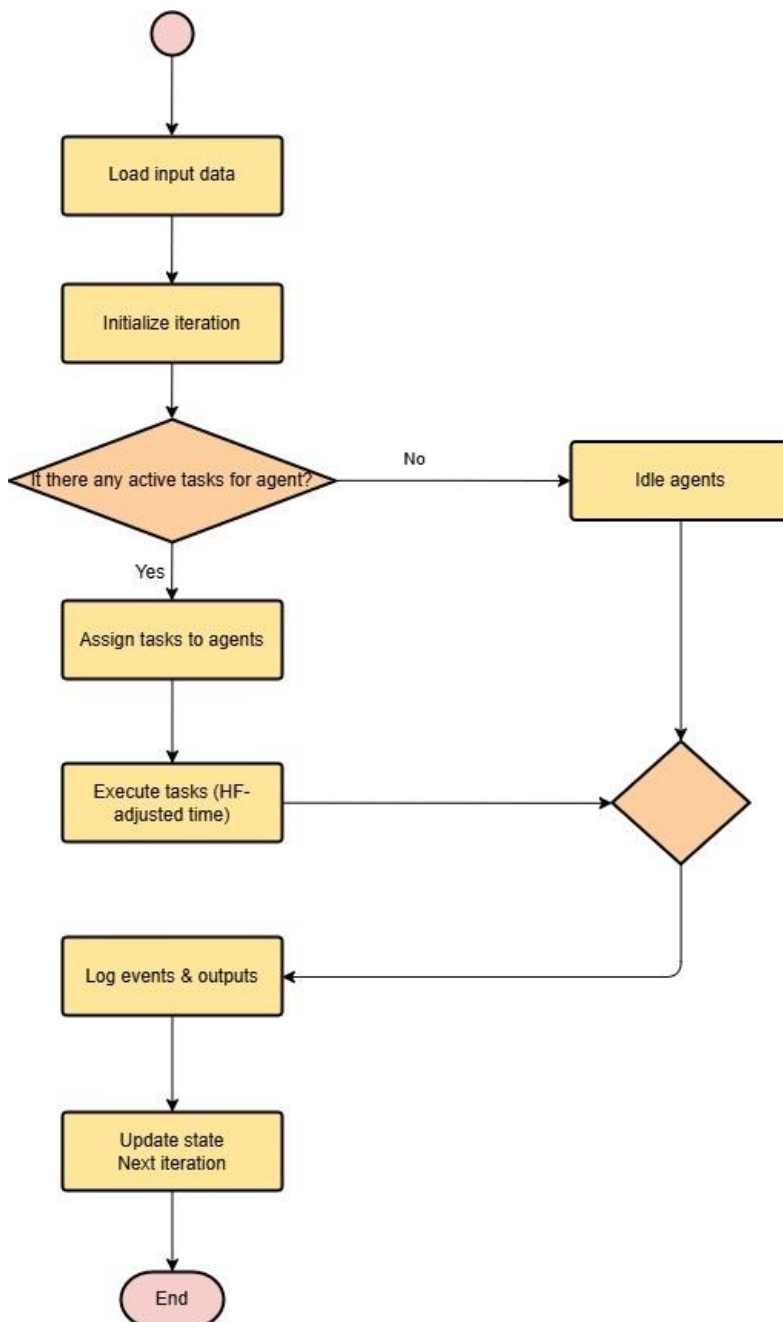 Load input data
Initialize iteration
It there any active tasks for agent?
No
Idle agents
Yes
Assign tasks to agents
Execute tasks (HF-
adjusted time)
Log events & outputs
Update state
Next iteration
End